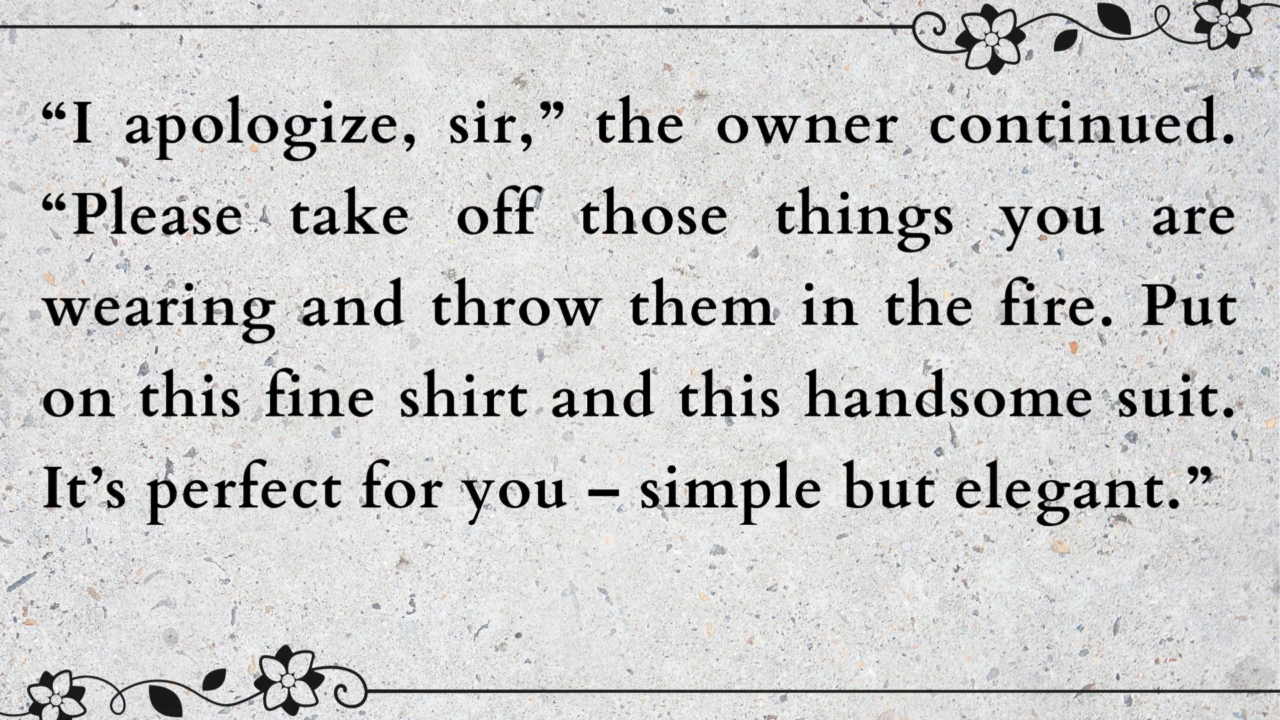 “I apologize, sir,” the owner continued.
“Please take off those things you are
wearing and throw them in the fire. Put
on this fine shirt and this handsome suit.
It’s perfect for you – simple but elegant.”